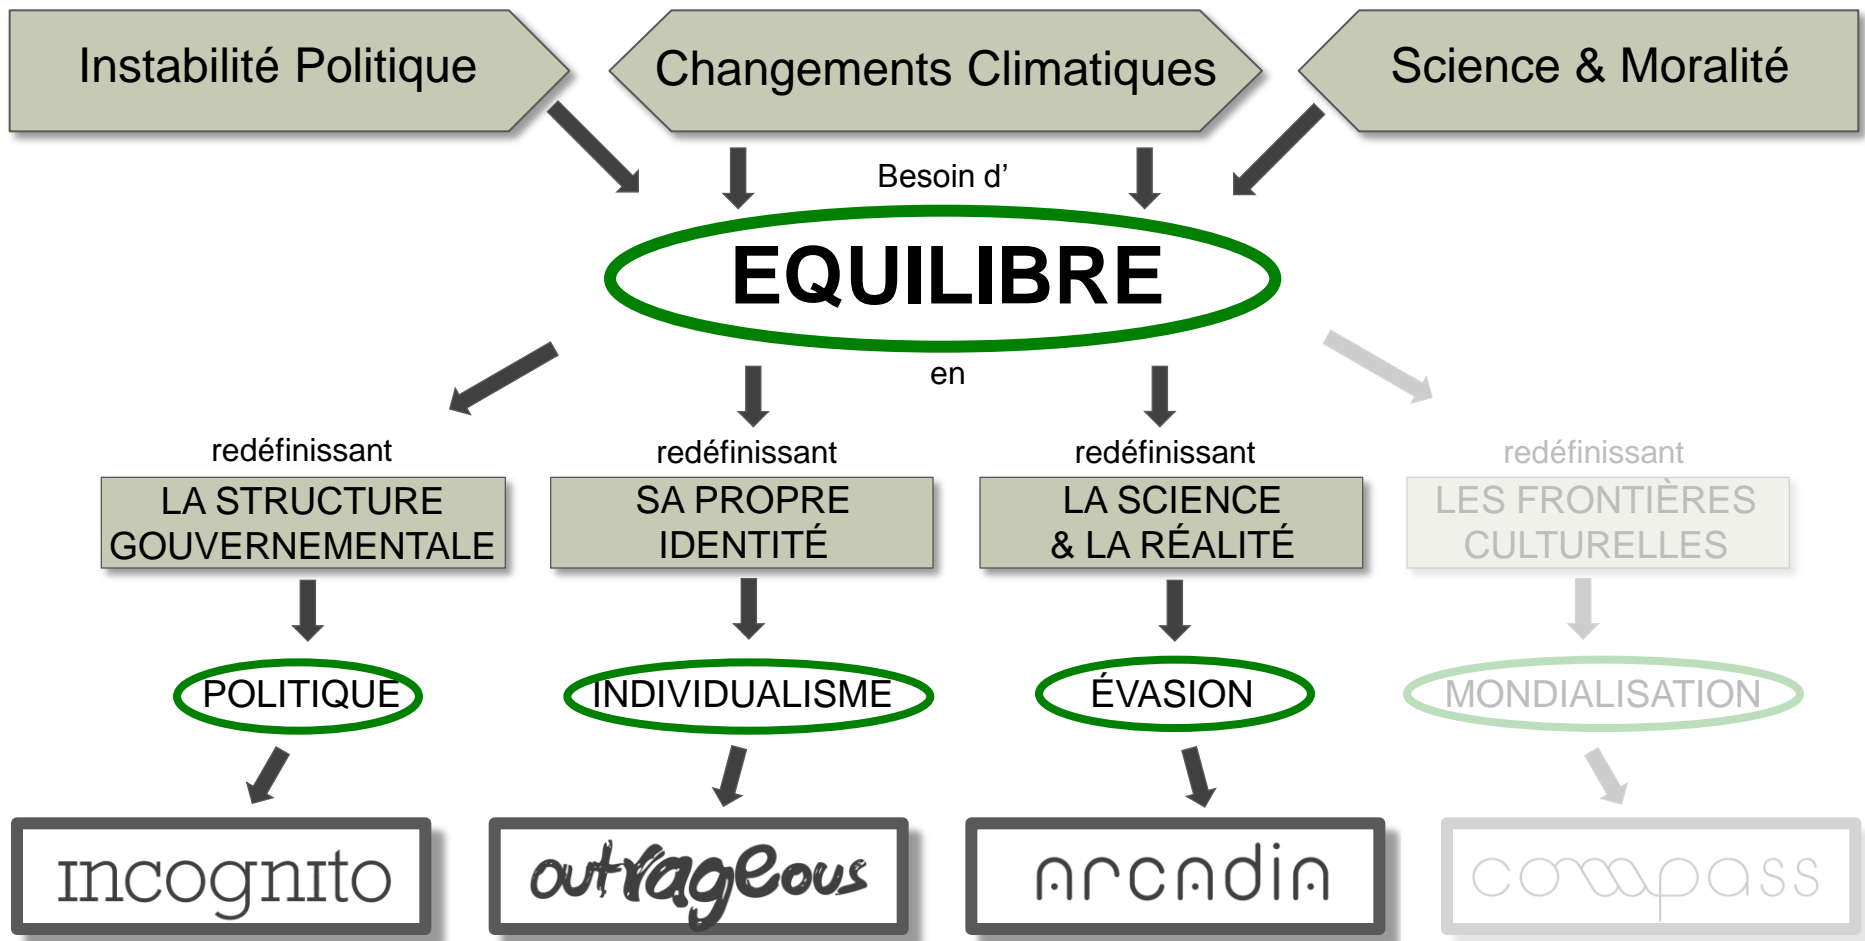 Instabilité Politique
Changements Climatiques
Science & Moralité
Besoin d’
EQUILIBRE
en
redéfinissant
LA STRUCTURE
GOUVERNEMENTALE
redéfinissant
SA PROPRE
IDENTITÉ
redéfinissant
LA SCIENCE
& LA RÉALITÉ
redéfinissant
LES FRONTIÈRES
CULTURELLES
POLITIQUE
INDIVIDUALISME
ÉVASION
MONDIALISATION
incognito
outrageous
arcadia
compass